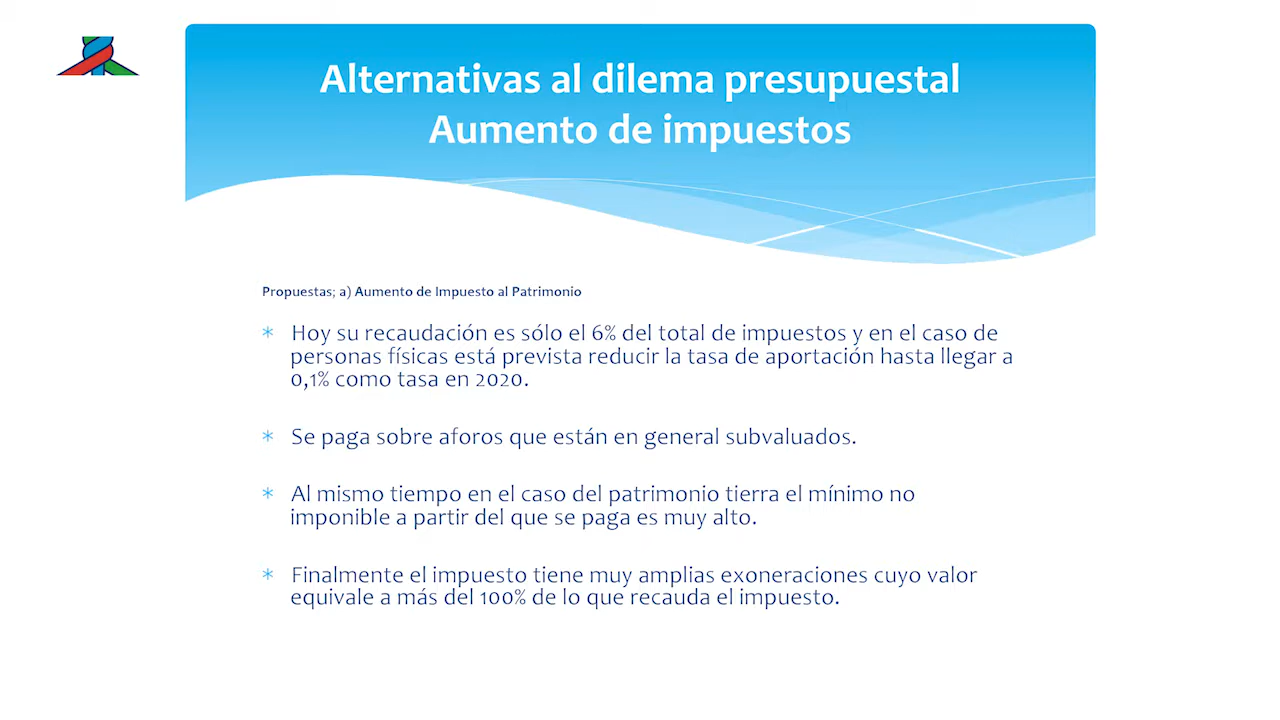 Alternativas al dilema presupuestal
Aumento de impuestos
Propuestas; a) Aumento de Impuesto al Patrimonio
* Hoy su recaudación es sólo el 6% del total de impuestos y en el caso de
personas físicas está prevista reducir la tasa de aportación hasta llegar a
0,1% como tasa en 2020.
* Se paga sobre aforos que están en general subvaluados.
* Al mismo tiempo en el caso del patrimonio tierra el mínimo no
imponible a partir del que se paga es muy alto.
* Finalmente el impuesto tiene muy amplias exoneraciones cuyo valor
equivale a más del 100% de lo que recauda el impuesto.